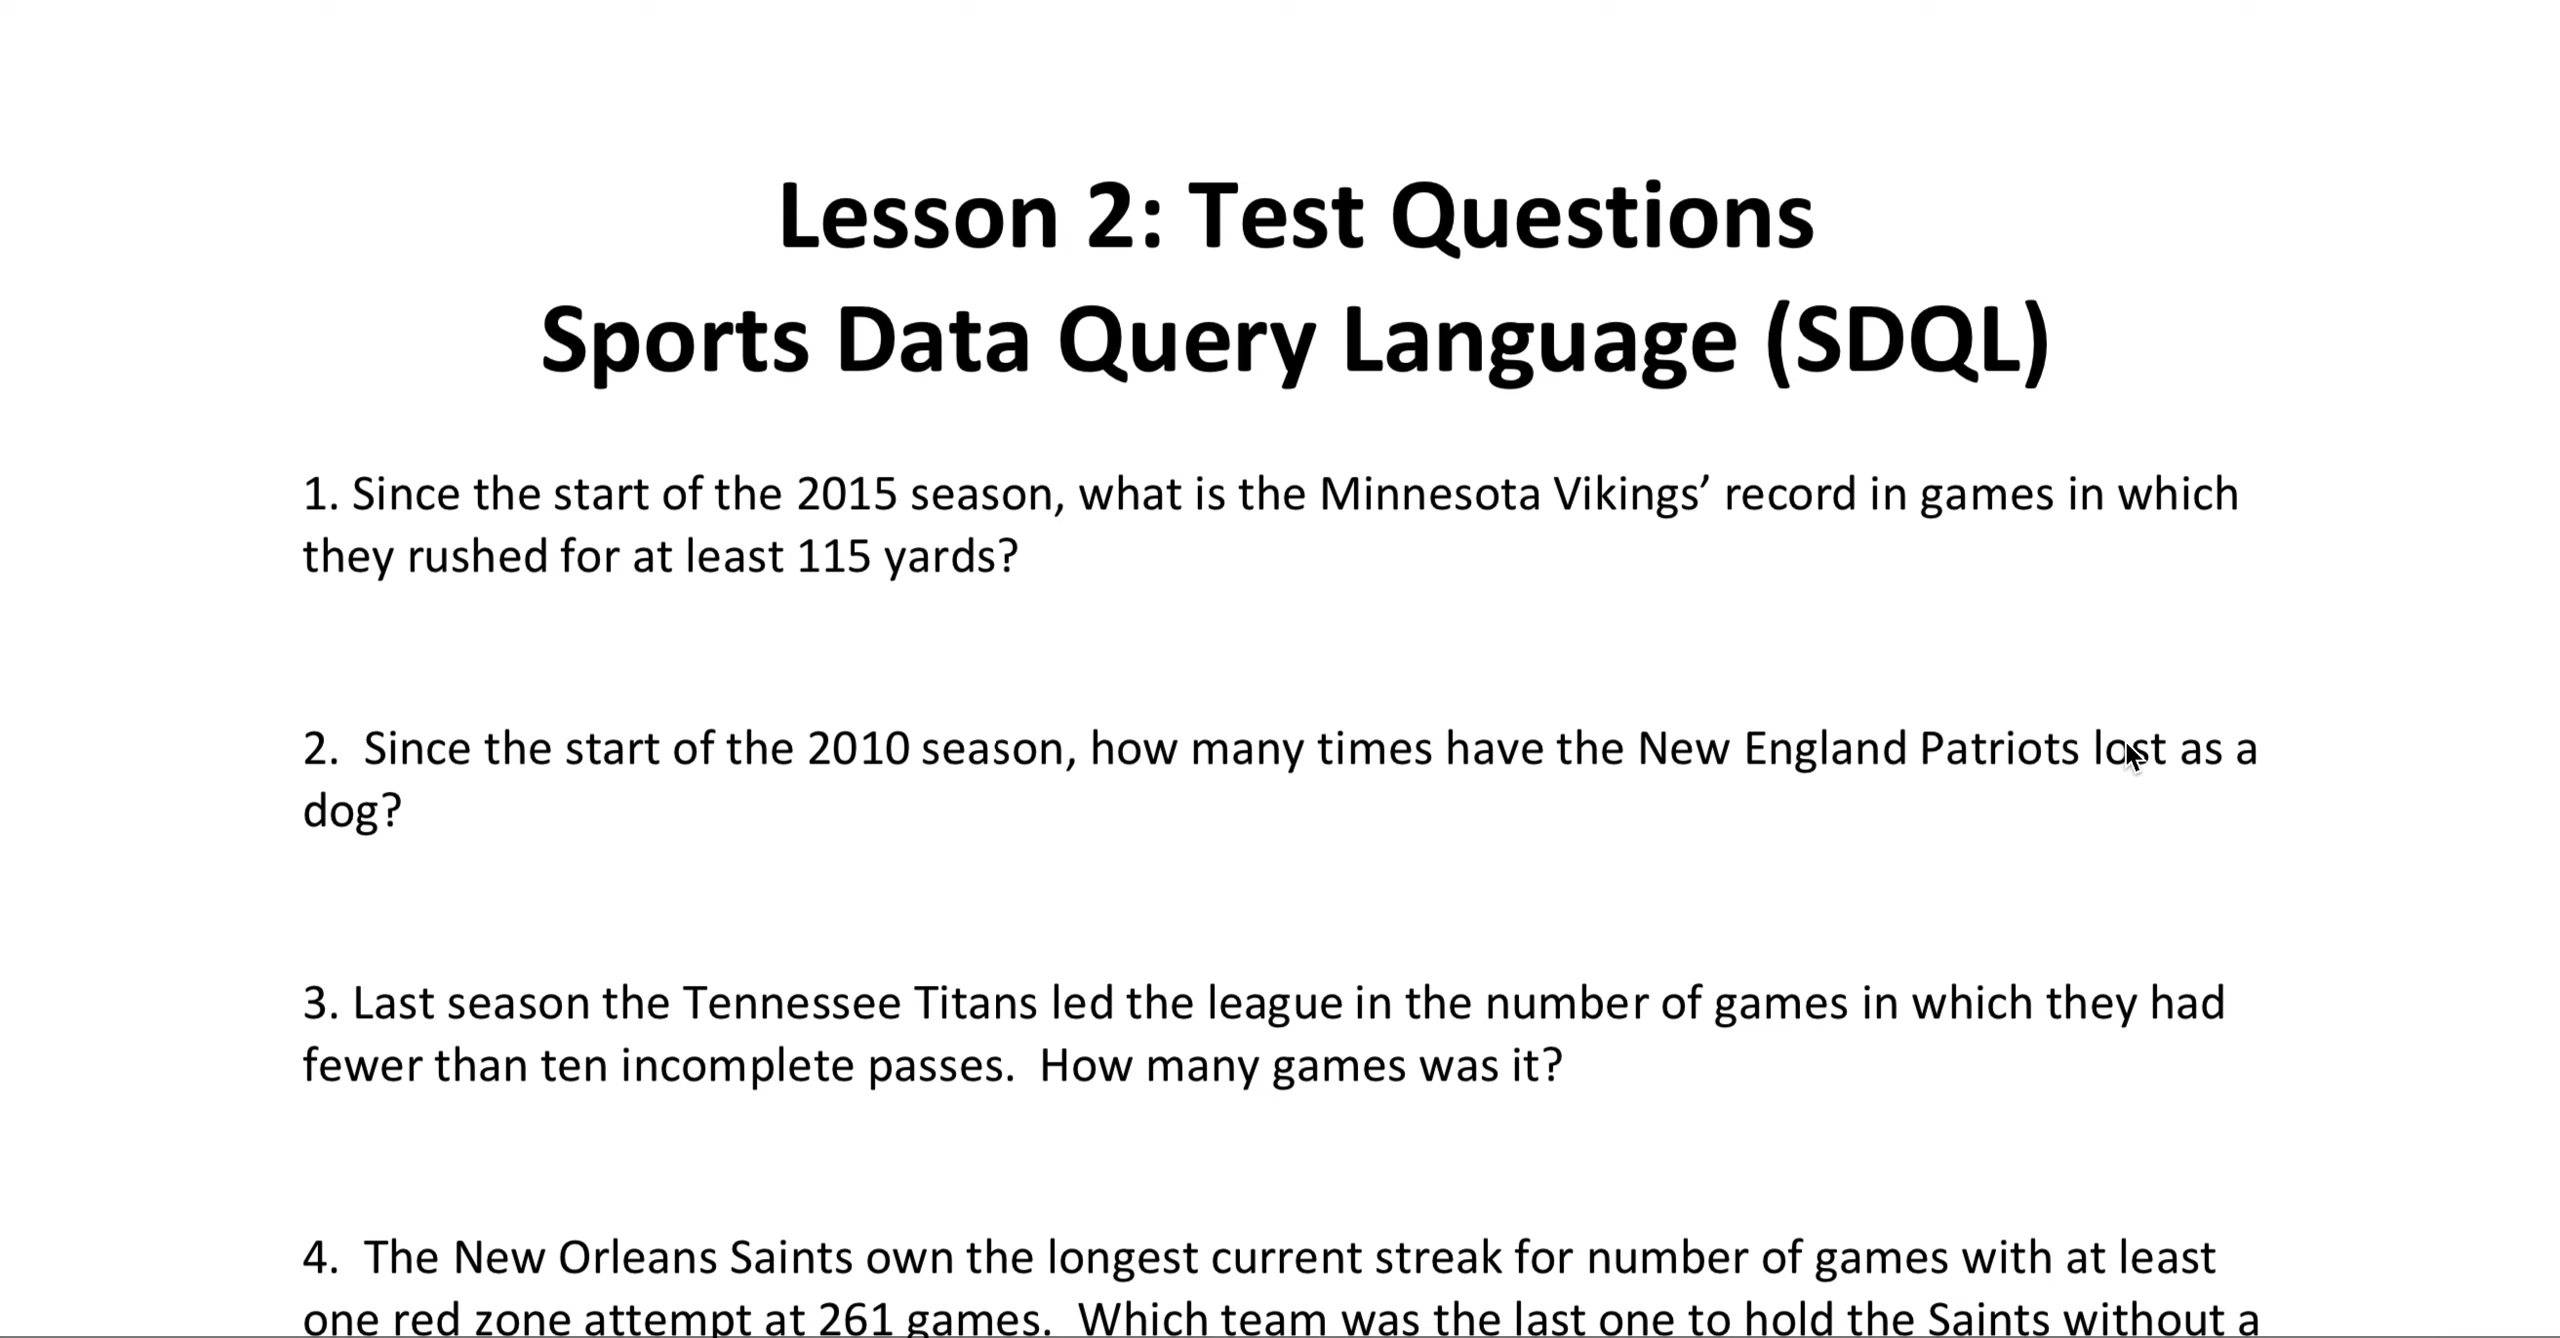 Lesson 2: Test Questions
Sports Data Query Language (SDQL)
1. Since the start of the 2015 season, what is the Minnesota Vikings’ record in games in which
they rushed for at least 115 yards?
2.  Since the start of the 2010 season, how many times have the New England Patriots lost as a
dog?
3. Last season the Tennessee Titans led the league in the number of games in which they had
fewer than ten incomplete passes.  How many games was it?
4.  The New Orleans Saints own the longest current streak for number of games with at least
one red zone attempt at 261 games.  Which team was the last one to hold the Saints without a